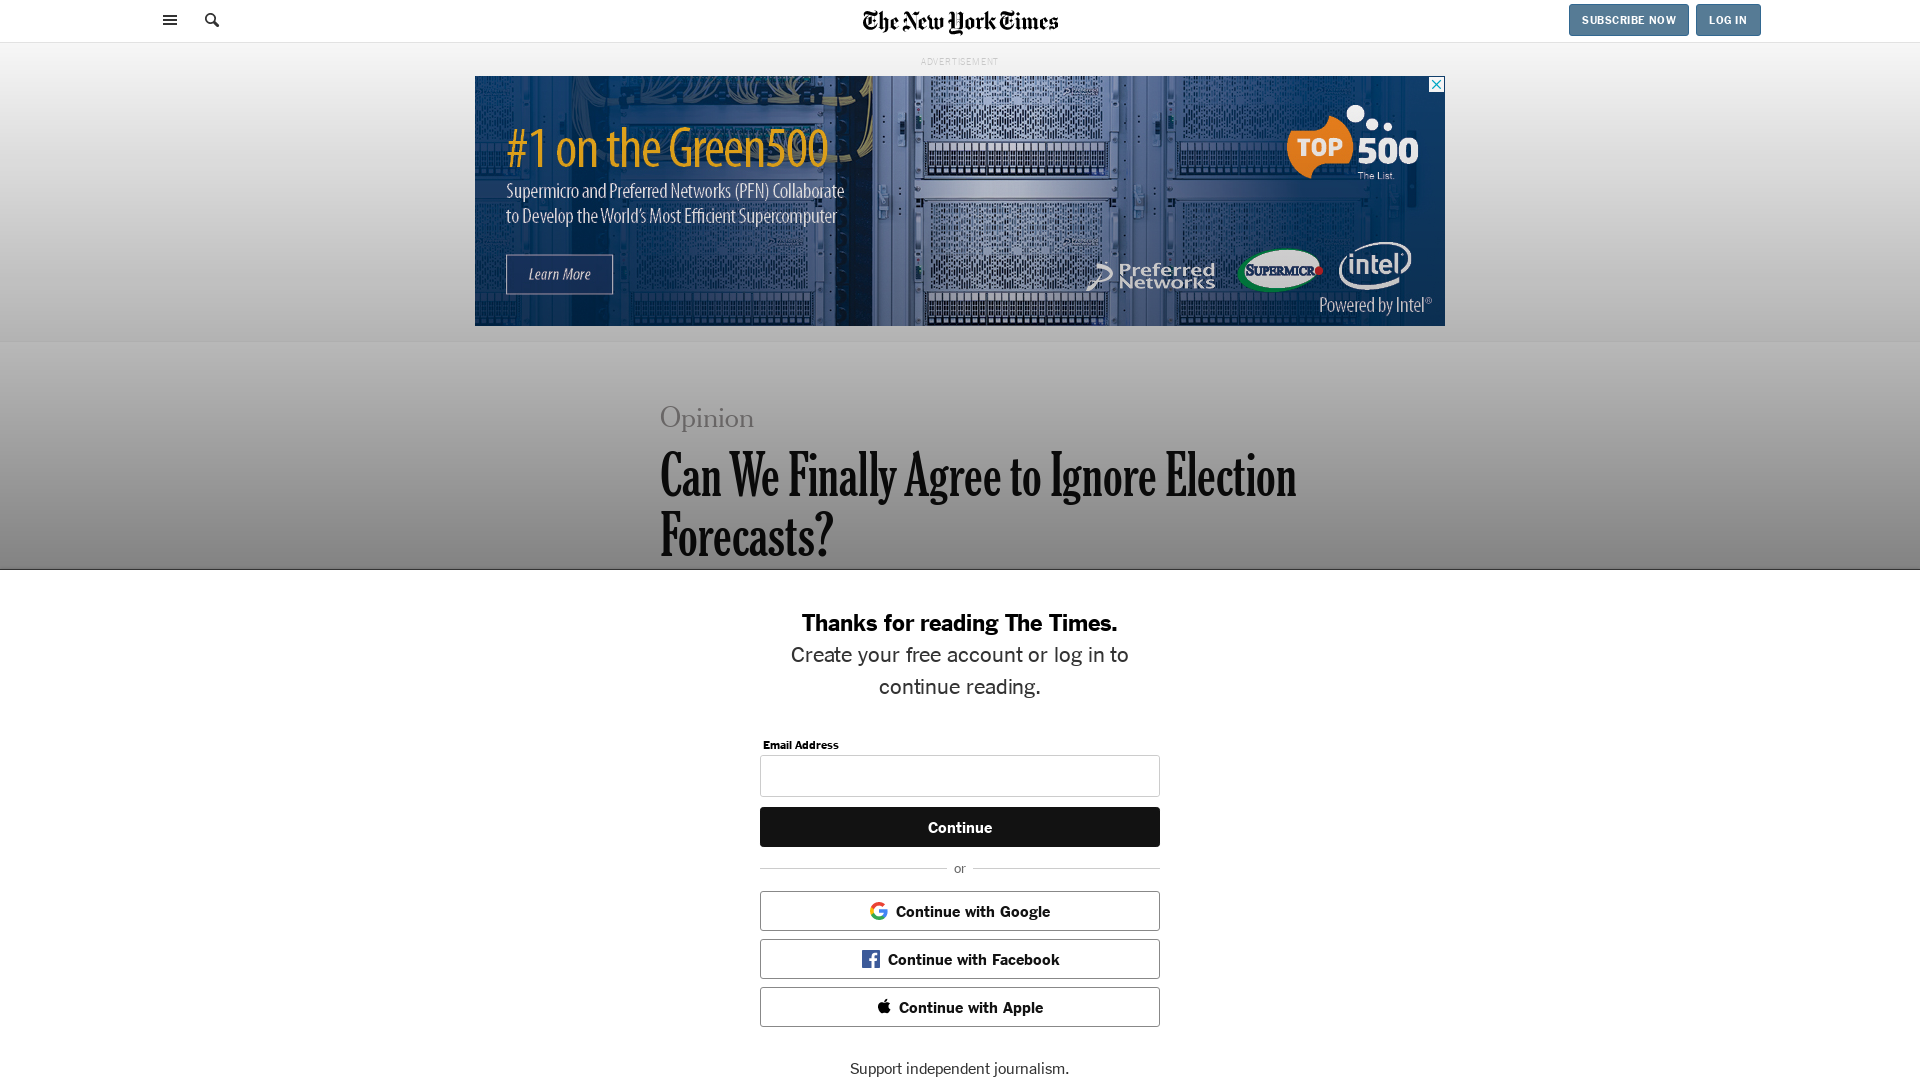 The New York Times
SUBSCRIBE NOW
LOG IN
ADVERTISEMENT
#1 on the Green500
Supermicro and Preferred Networks (PFN) Collaborate
to Develop the World's Most Efficient Supercomputer
Learn More
TOP 500
The List.
Preferred
Networks
SUPERMICR
intel
Powered by Intel®
Opinion
Can We Finally Agree to Ignore Election
Forecasts?
Thanks for reading The Times.
Create your free account or log in to
continue reading.
Email Address
Continue
or
Continue with Google
Continue with Facebook
Continue with Apple
Support independent journalism.